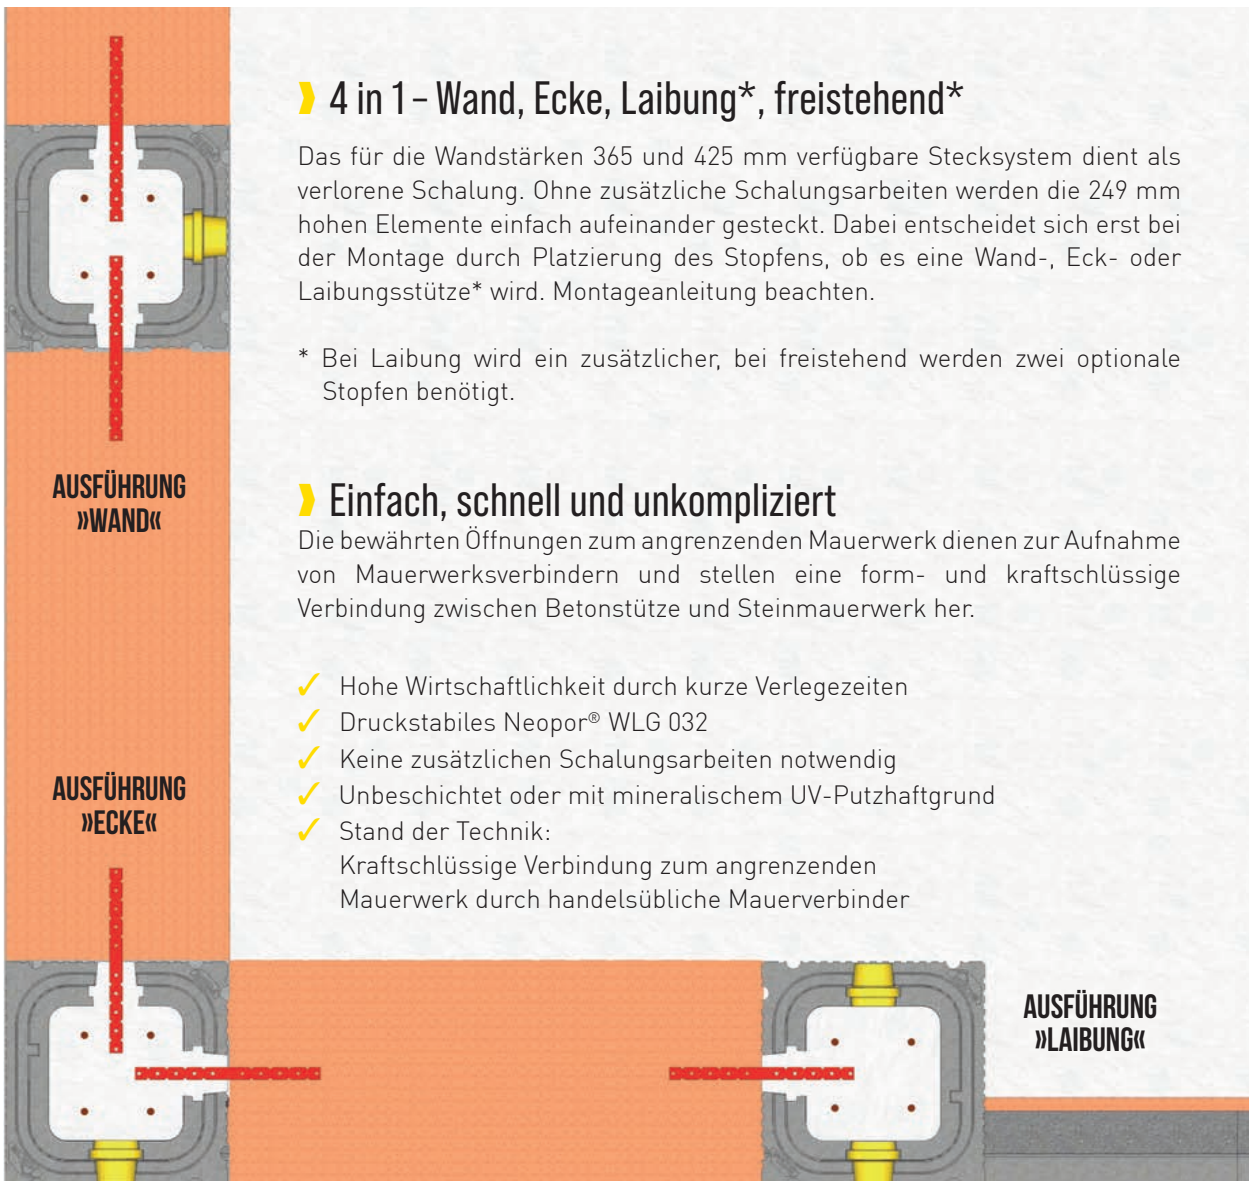 4 in 1 – Wand, Ecke, Laibung*, freistehend*
Das für die Wandstärken 365 und 425 mm verfügbare Stecksystem dient als
verlorene Schalung. Ohne zusätzliche Schalungsarbeiten werden die 249 mm
hohen Elemente einfach aufeinander gesteckt. Dabei entscheidet sich erst bei
der Montage durch Platzierung des Stopfens, ob es eine Wand-, Eck- oder
Laibungsstütze* wird. Montageanleitung beachten.
* Bei Laibung wird ein zusätzlicher, bei freistehend werden zwei optionale
Stopfen benötigt.
AUSFÜHRUNG
»WAND«
Einfach, schnell und unkompliziert
Die bewährten Öffnungen zum angrenzenden Mauerwerk dienen zur Aufnahme
von Mauerwerksverbindern und stellen eine form- und kraftschlüssige
Verbindung zwischen Betonstütze und Steinmauerwerk her.
✓ Hohe Wirtschaftlichkeit durch kurze Verlegezeiten
✓ Druckstabiles Neopor® WLG 032
✓ Keine zusätzlichen Schalungsarbeiten notwendig
✓ Unbeschichtet oder mit mineralischem UV-Putzhaftgrund
✓ Stand der Technik:
Kraftschlüssige Verbindung zum angrenzenden
Mauerwerk durch handelsübliche Mauerverbinder
AUSFÜHRUNG
»ECKE«
AUSFÜHRUNG
»LAIBUNG«